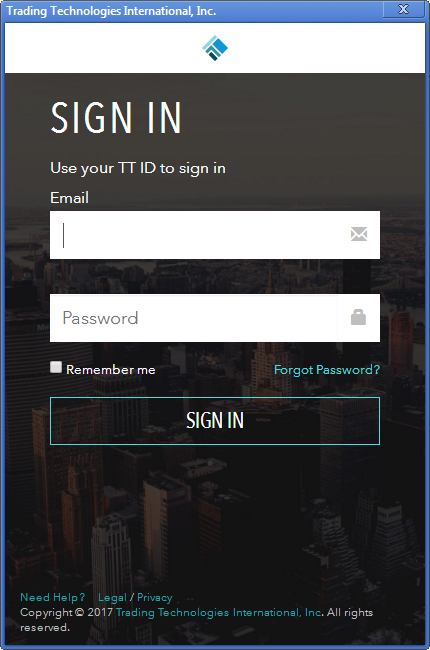 Trading Technologies International, Inc.
SIGN IN
Use your TT ID to sign in
Email
Password
Remember me Forgot Password?
SIGN IN
Need Help? Legal / Privacy
Copyright © 2017 Trading Technologies International, Inc. All rights
reserved.